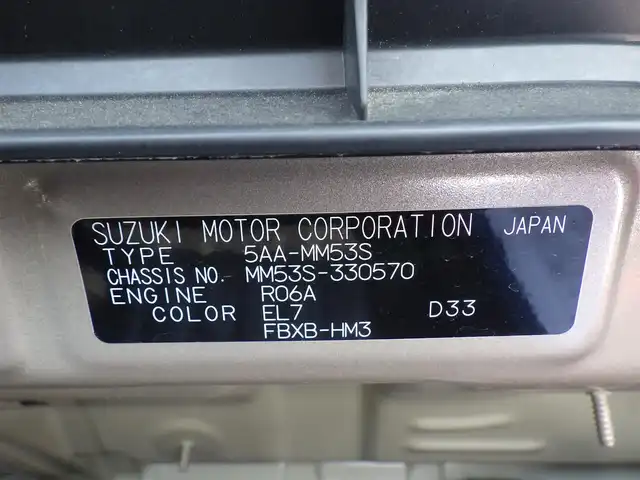 SUZUKI MOTOR CORPORATION JAPAN
TYPE 5AA-MM53S
CHASSIS NO. MM53S-330570
ENGINE R06A
COLOR EL7 D33
FBXB-HM3